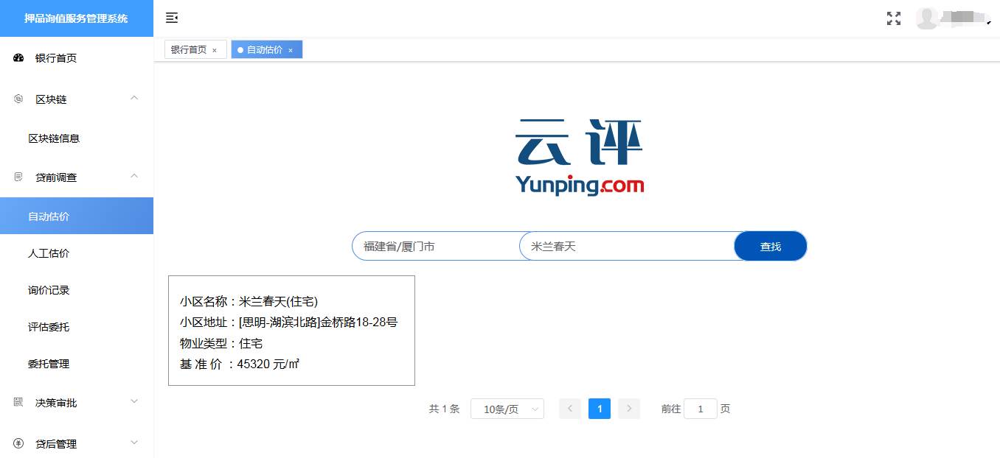 押品询值服务管理系统
银行首页
区块链
区块链信息
贷前调查
自动估价
人工估价
询价记录
评估委托
委托管理
决策审批
贷后管理
银行首页 ×
自动估价 ×
云评
Yunping.com
福建省/厦门市
米兰春天
查找
小区名称：米兰春天(住宅)
小区地址：[思明-湖滨北路]金桥路18-28号
物业类型：住宅
基 准 价 ：45320 元/㎡
共 1 条 10条/页 < 1 > 前往 1 页